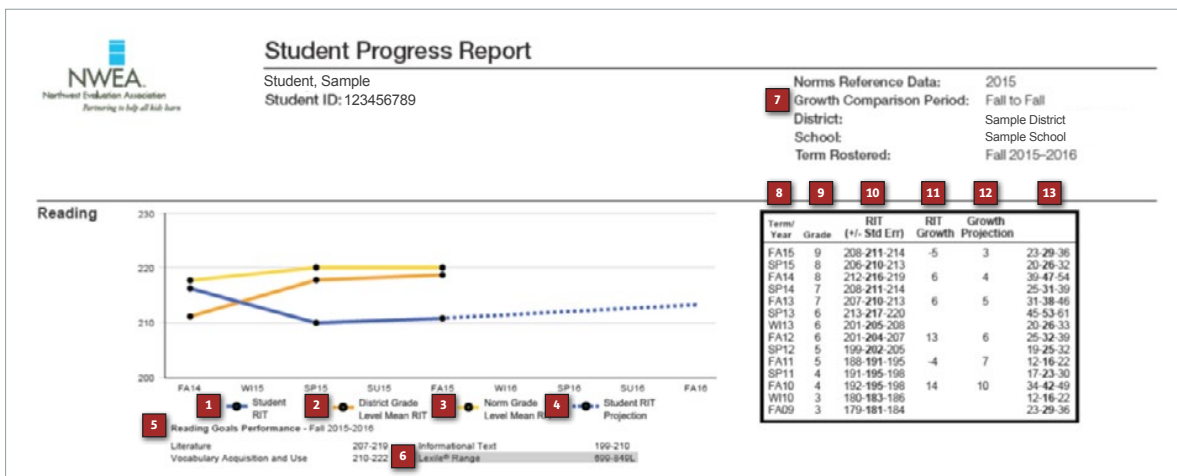 Student Progress Report
NWEA
Northwest Evaluation Association
Partnering to help all kids learn
Student, Sample
Student ID: 123456789
Norms Reference Data: 2015
7 Growth Comparison Period: Fall to Fall
District: Sample District
School: Sample School
Term Rostered: Fall 2015–2016
Reading
230
220
210
200
FA14 WI15 SP15 SU15 FA15 WI16 SP16 SU16 FA16
1 Student RIT
2 District Grade Level Mean RIT
3 Norm Grade Level Mean RIT
4 Student RIT Projection
5 Reading Goals Performance - Fall 2015-2016
Literature 207-219 Informational Text 199-210
Vocabulary Acquisition and Use 210-222 6 Lexile® Range
8 9 10 11 12 13
Term/ Year Grade RIT (+/- Std Err) RIT Growth Growth Projection
FA15 9 208-211-214 -5 3 23-29-36
SP15 8 206-210-213 20-26-32
FA14 8 212-216-219 6 4 39-47-54
SP14 7 208-211-214 25-31-39
FA13 7 207-210-213 6 5 31-38-46
SP13 6 213-217-220 45-53-61
WI13 6 201-205-208 20-26-33
FA12 6 201-204-207 13 6 25-32-39
SP12 5 199-202-205 19-25-32
FA11 5 188-191-195 -4 7 12-16-22
SP11 4 191-195-198 17-23-30
FA10 4 192-195-198 14 10 34-42-49
WI10 3 180-183-186 12-16-22
FA09 3 179-181-184 23-29-36